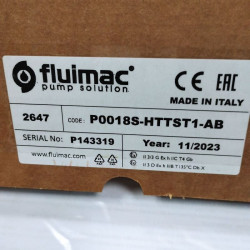 fluimac®
pump solution
CE
MADE IN ITALY
2647 CODE: P0018S-HTTST1-AB
SERIAL No: P143319 Year: 11/2023
www.fluimac.com